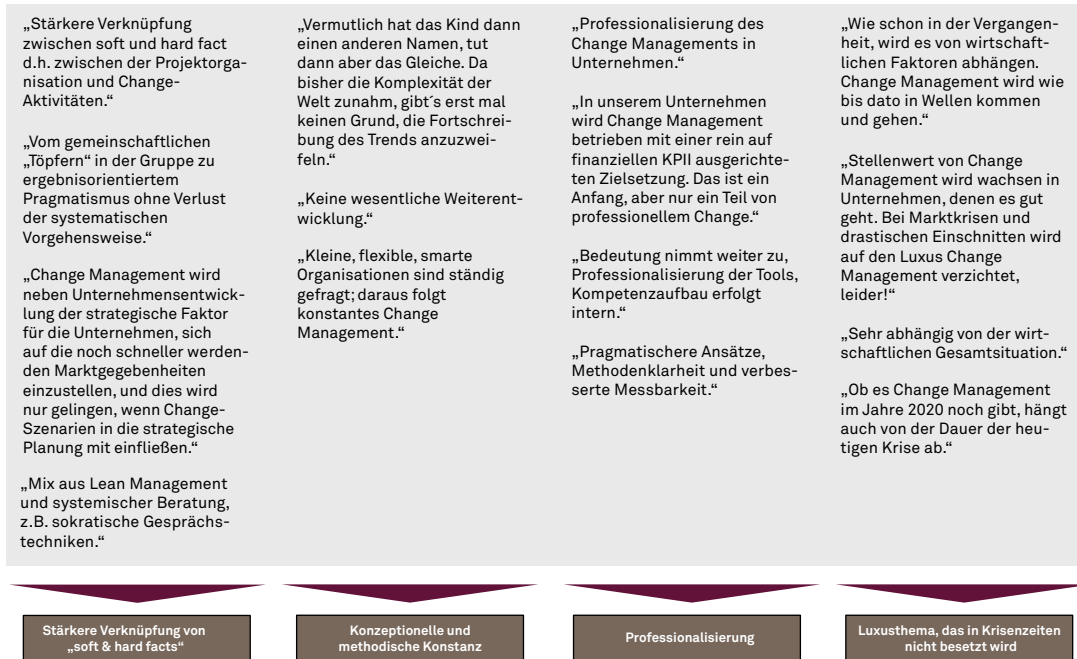 „Stärkere Verknüpfung
zwischen soft und hard fact
d.h. zwischen der Projektorga-
nisation und Change-
Aktivitäten.“
„Vom gemeinschaftlichen
„Töpfern“ in der Gruppe zu
ergebnisorientiertem
Pragmatismus ohne Verlust
der systematischen
Vorgehensweise.“
„Change Management wird
neben Unternehmensentwick-
lung der strategische Faktor
für die Unternehmen, sich
auf die noch schneller werden-
den Marktgegebenheiten
einzustellen, und dies wird
nur gelingen, wenn Change-
Szenarien in die strategische
Planung mit einfließen.“
„Mix aus Lean Management
und systemischer Beratung,
z.B. sokratische Gesprächs-
techniken.“
Stärkere Verknüpfung von
„soft & hard facts“
„Vermutlich hat das Kind dann
einen anderen Namen, tut
dann aber das Gleiche. Da
bisher die Komplexität der
Welt zunahm, gibt´s erst mal
keinen Grund, die Fortschrei-
bung des Trends anzuzwei-
feln.“
„Keine wesentliche Weiterent-
wicklung.“
„Kleine, flexible, smarte
Organisationen sind ständig
gefragt; daraus folgt
konstantes Change
Management.“
Konzeptionelle und
methodische Konstanz
„Professionalisierung des
Change Managements in
Unternehmen.“
„In unserem Unternehmen
wird Change Management
betrieben mit einer rein auf
finanziellen KPII ausgerichte-
ten Zielsetzung. Das ist ein
Anfang, aber nur ein Teil von
professionellem Change.“
„Bedeutung nimmt weiter zu,
Professionalisierung der Tools,
Kompetenzaufbau erfolgt
intern.“
„Pragmatischere Ansätze,
Methodenklarheit und verbes-
serte Messbarkeit.“
Professionalisierung
„Wie schon in der Vergangen-
heit, wird es von wirtschaft-
lichen Faktoren abhängen.
Change Management wird wie
bis dato in Wellen kommen
und gehen.“
„Stellenwert von Change
Management wird wachsen in
Unternehmen, denen es gut
geht. Bei Marktkrisen und
drastischen Einschnitten wird
auf den Luxus Change
Management verzichtet,
leider!“
„Sehr abhängig von der wirt-
schaftlichen Gesamtsituation.“
„Ob es Change Management
im Jahre 2020 noch gibt, hängt
auch von der Dauer der heu-
tigen Krise ab.“
Luxusthema, das in Krisenzeiten
nicht besetzt wird